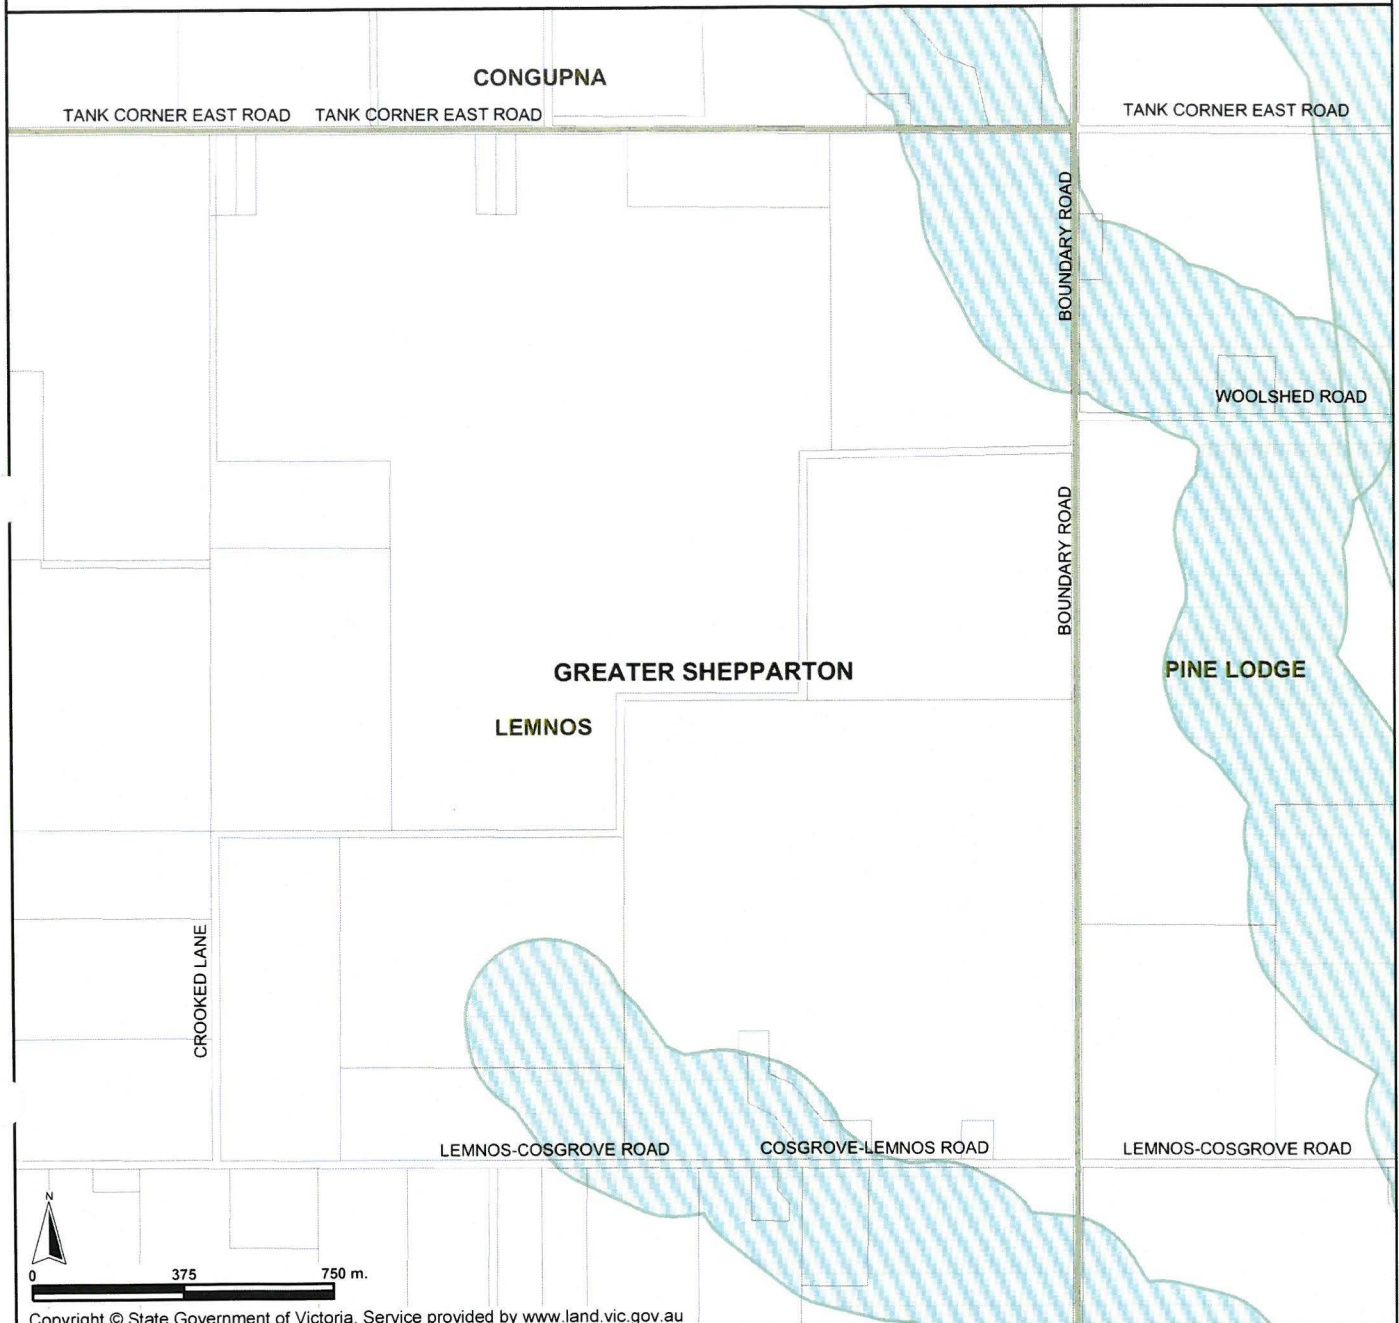 CONGUPNA
TANK CORNER EAST ROAD
TANK CORNER EAST ROAD
TANK CORNER EAST ROAD
BOUNDARY ROAD
WOOLSHED ROAD
BOUNDARY ROAD
GREATER SHEPPARTON
PINE LODGE
LEMNOS
CROOKED LANE
LEMNOS-COSGROVE ROAD
COSGROVE-LEMNOS ROAD
LEMNOS-COSGROVE ROAD
N
0 375 750 m.
Copyright © State Government of Victoria. Service provided by www.land.vic.gov.au